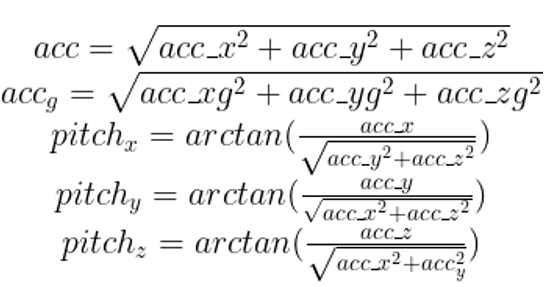 acc = √(acc_x² + acc_y² + acc_z²)
acc_g = √(acc_xg² + acc_yg² + acc_zg²)
pitch_x = arctan(acc_x / √(acc_y²+acc_z²))
pitch_y = arctan(acc_y / √(acc_x²+acc_z²))
pitch_z = arctan(acc_z / √(acc_x²+acc_y²))